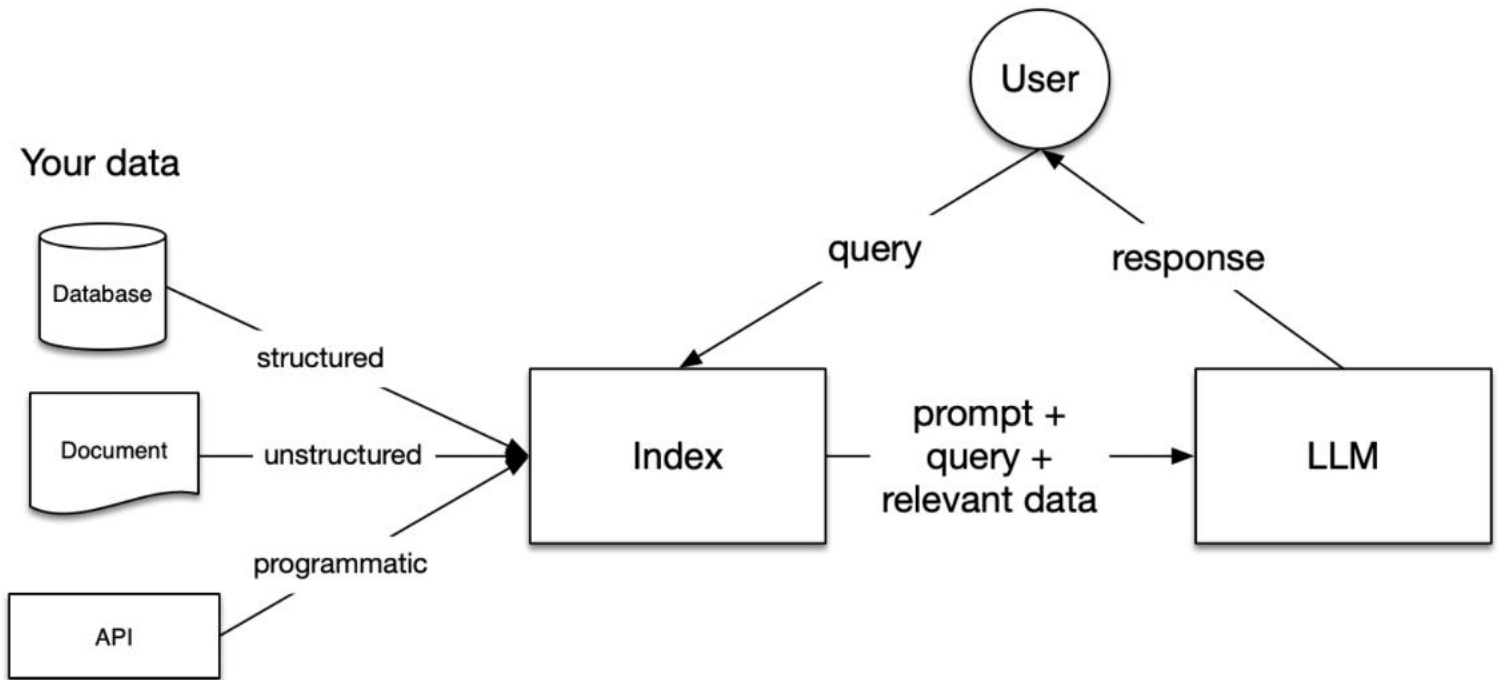 User
Your data
query
response
Database
structured
Document
unstructured
Index
prompt +
query +
relevant data
LLM
programmatic
API